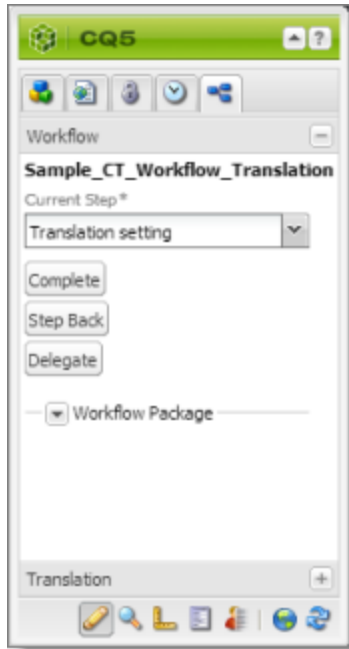 CQ5
?
Workflow
Sample_CT_Workflow_Translation
Current Step*
Translation setting
Complete
Step Back
Delegate
Workflow Package
Translation